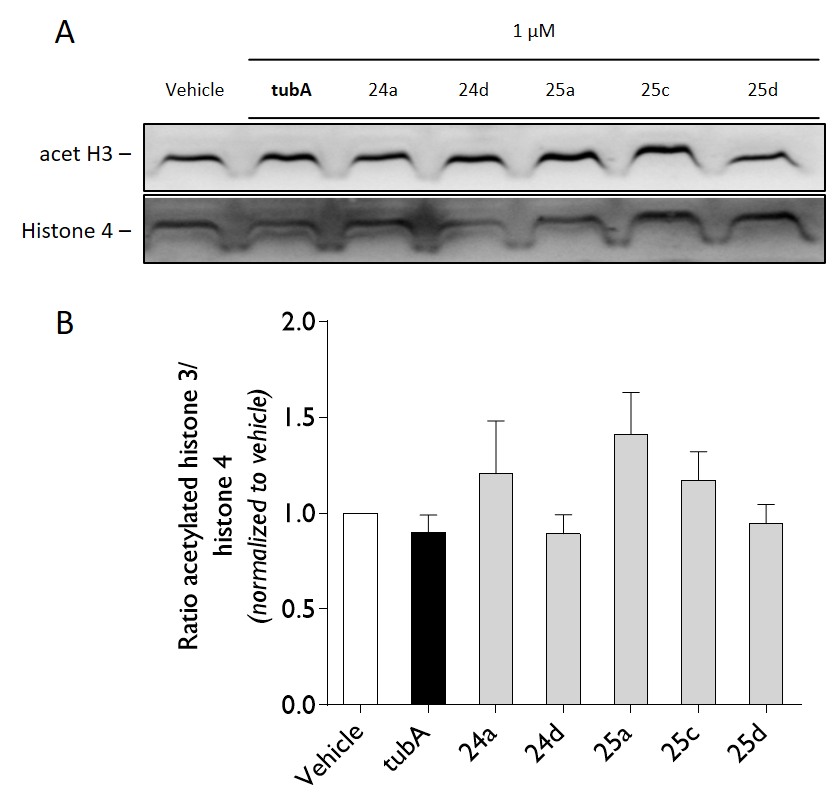 A
1 µM
Vehicle tubA 24a 24d 25a 25c 25d
acet H3 –
Histone 4 –
B
Ratio acetylated histone 3/
histone 4
(normalized to vehicle)
2.0
1.5
1.0
0.5
0.0
Vehicle tubA 24a 24d 25a 25c 25d